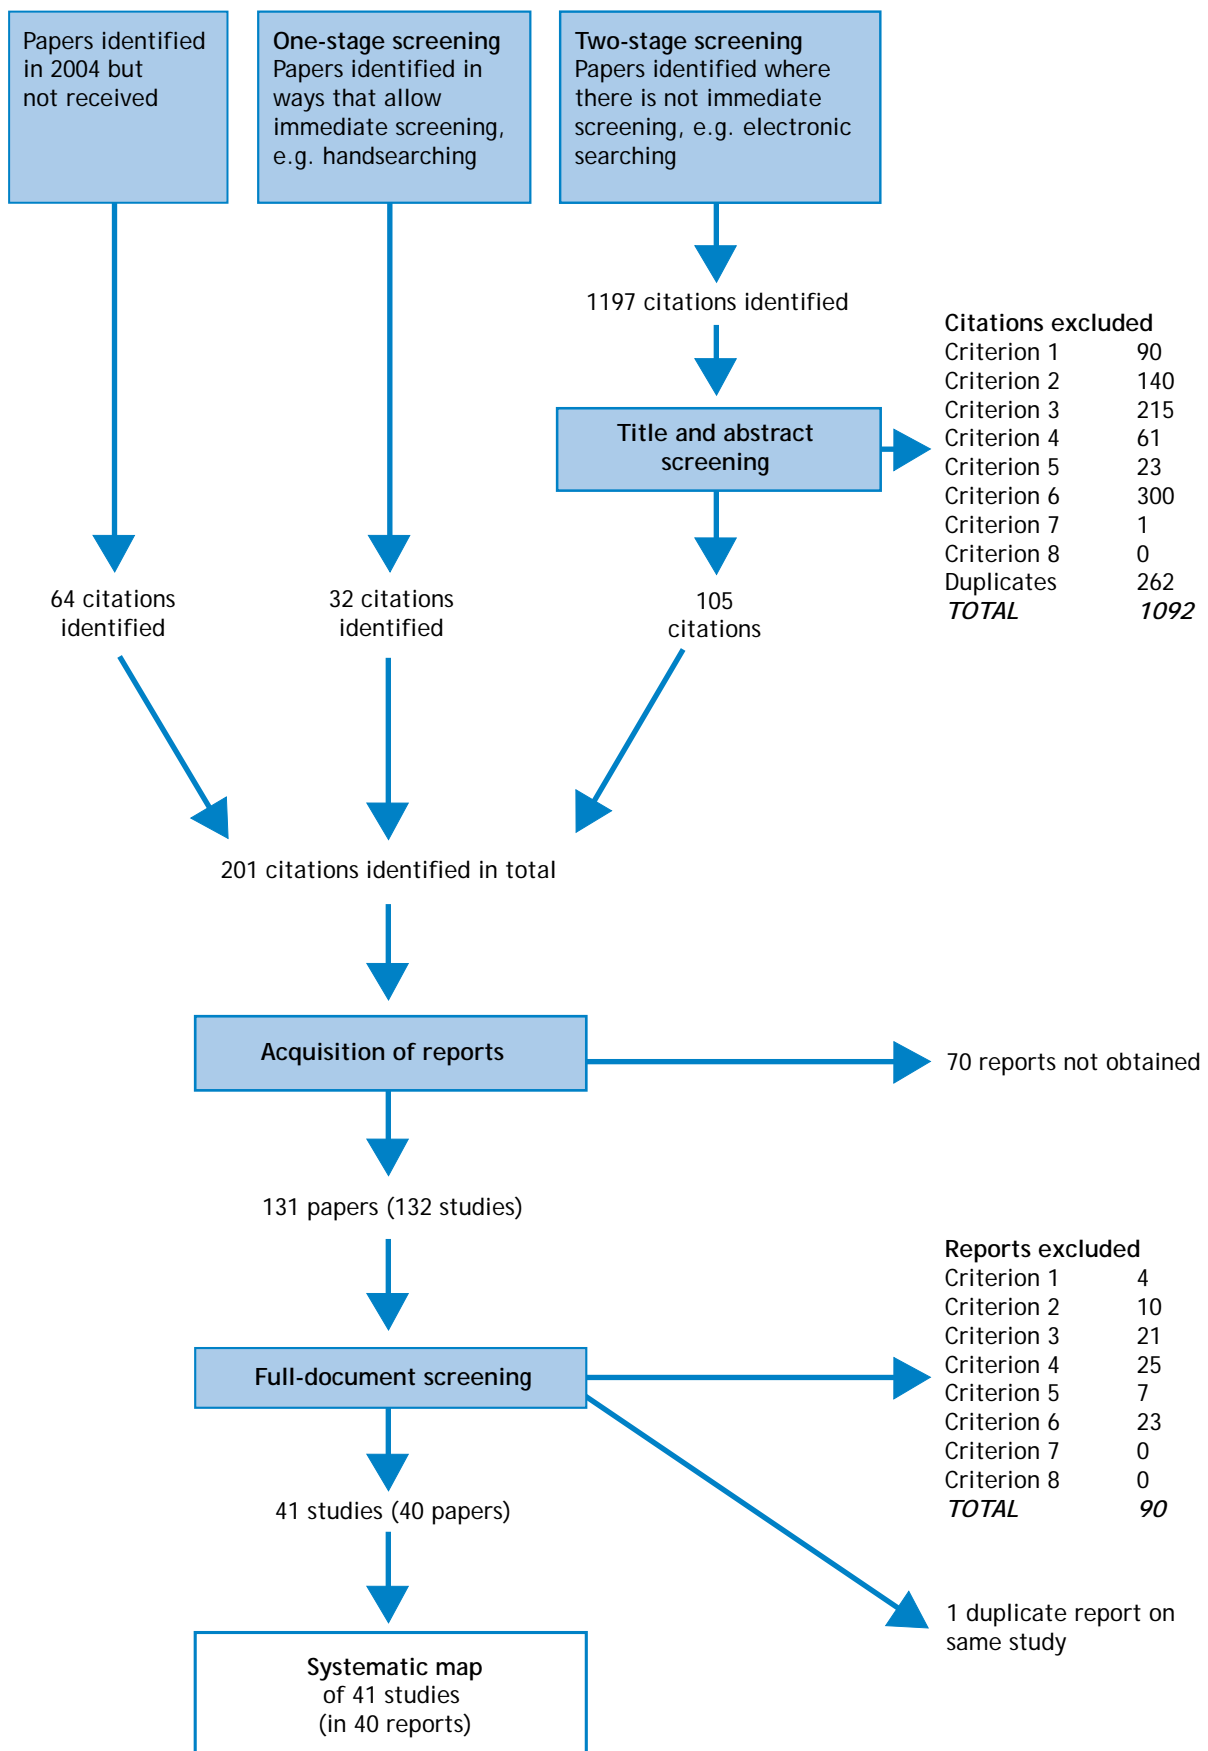 Papers identified
in 2004 but
not received
One-stage screening
Papers identified in
ways that allow
immediate screening,
e.g. handsearching
Two-stage screening
Papers identified where
there is not immediate
screening, e.g. electronic
searching
1197 citations identified
Title and abstract
screening
Citations excluded
Criterion 1 90
Criterion 2 140
Criterion 3 215
Criterion 4 61
Criterion 5 23
Criterion 6 300
Criterion 7 1
Criterion 8 0
Duplicates 262
TOTAL 1092
64 citations
identified
32 citations
identified
105
citations
201 citations identified in total
Acquisition of reports
70 reports not obtained
131 papers (132 studies)
Full-document screening
Reports excluded
Criterion 1 4
Criterion 2 10
Criterion 3 21
Criterion 4 25
Criterion 5 7
Criterion 6 23
Criterion 7 0
Criterion 8 0
TOTAL 90
41 studies (40 papers)
1 duplicate report on
same study
Systematic map
of 41 studies
(in 40 reports)